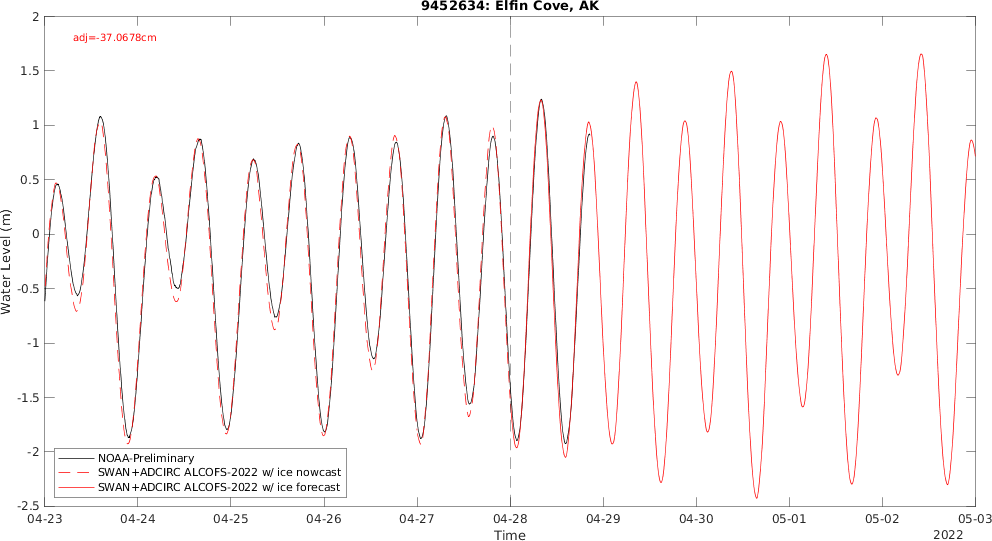 9452634: Elfin Cove, AK
adj=-37.0678cm
2
1.5
1
0.5
0
-0.5
-1
-1.5
-2
-2.5
Water Level (m)
NOAA-Preliminary
SWAN+ADCIRC ALCOFS-2022 w/ ice nowcast
SWAN+ADCIRC ALCOFS-2022 w/ ice forecast
04-23 04-24 04-25 04-26 04-27 04-28 04-29 04-30 05-01 05-02 05-03
Time
2022